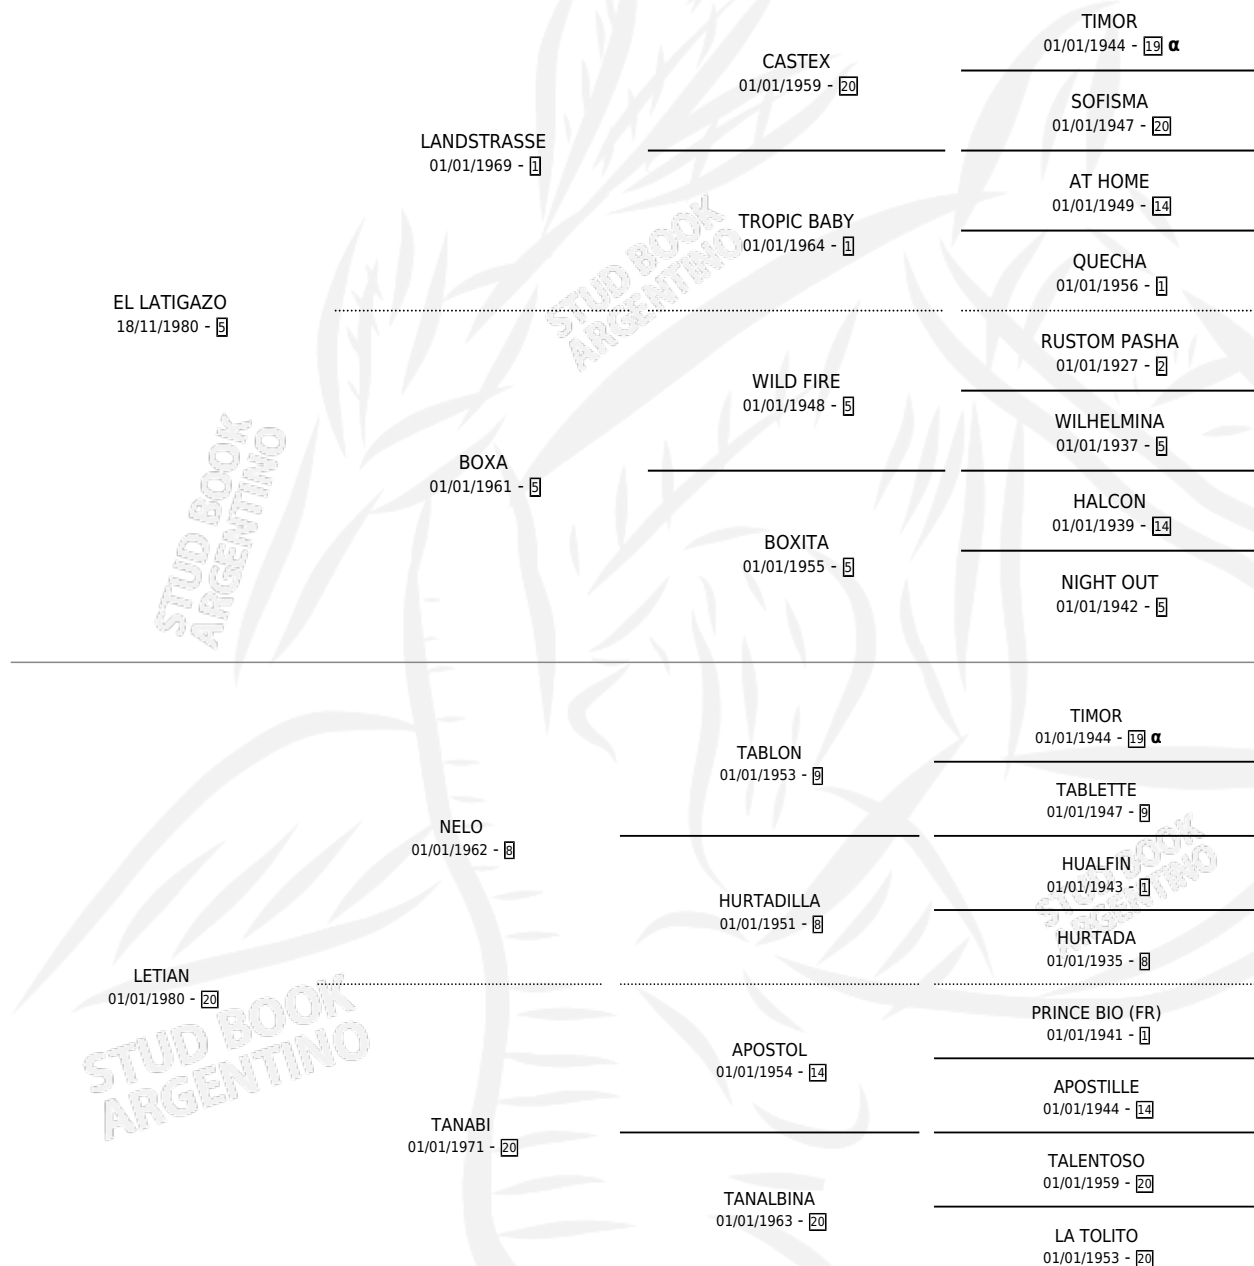 TIMOR
01/01/1944 - 19 α
CASTEX
01/01/1959 - 20
SOFISMA
01/01/1947 - 20
LANDSTRASSE
01/01/1969 - 1
AT HOME
01/01/1949 - 14
TROPIC BABY
01/01/1964 - 1
QUECHA
01/01/1956 - 1
EL LATIGAZO
18/11/1980 - 5
RUSTOM PASHA
01/01/1927 - 2
WILD FIRE
01/01/1948 - 5
WILHELMINA
01/01/1937 - 5
BOXA
01/01/1961 - 5
HALCON
01/01/1939 - 14
BOXITA
01/01/1955 - 5
NIGHT OUT
01/01/1942 - 5
STUD BOOK
ARGENTINO
STUD BOOK
ARGENTINO
TIMOR
01/01/1944 - 19 α
TABLON
01/01/1953 - 9
TABLETTE
01/01/1947 - 9
NELO
01/01/1962 - 8
HUALFIN
01/01/1943 - 1
HURTADILLA
01/01/1951 - 8
HURTADA
01/01/1935 - 8
LETIAN
01/01/1980 - 20
PRINCE BIO (FR)
01/01/1941 - 1
APOSTOL
01/01/1954 - 14
APOSTILLE
01/01/1944 - 14
TANABI
01/01/1971 - 20
TALENTOSO
01/01/1959 - 20
TANALBINA
01/01/1963 - 20
LA TOLITO
01/01/1953 - 20
STUD BOOK
ARGENTINO
STUD BOOK
ARGENTINO